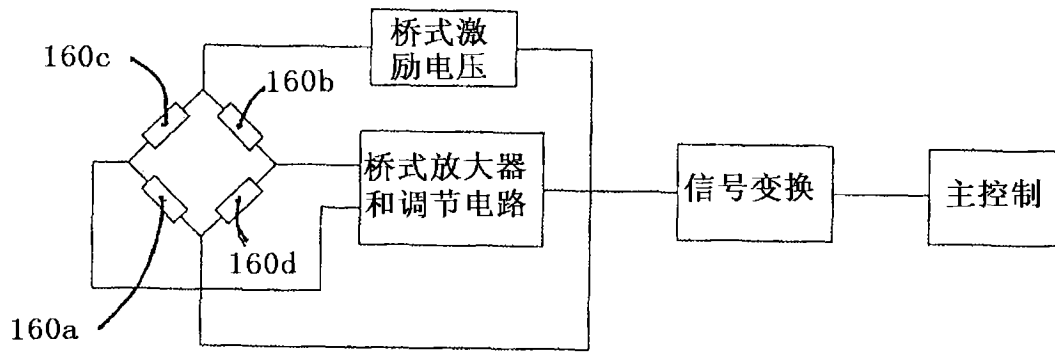 160c
160b
桥式激
励电压
桥式放大器
和调节电路
信号变换
主控制
160d
160a